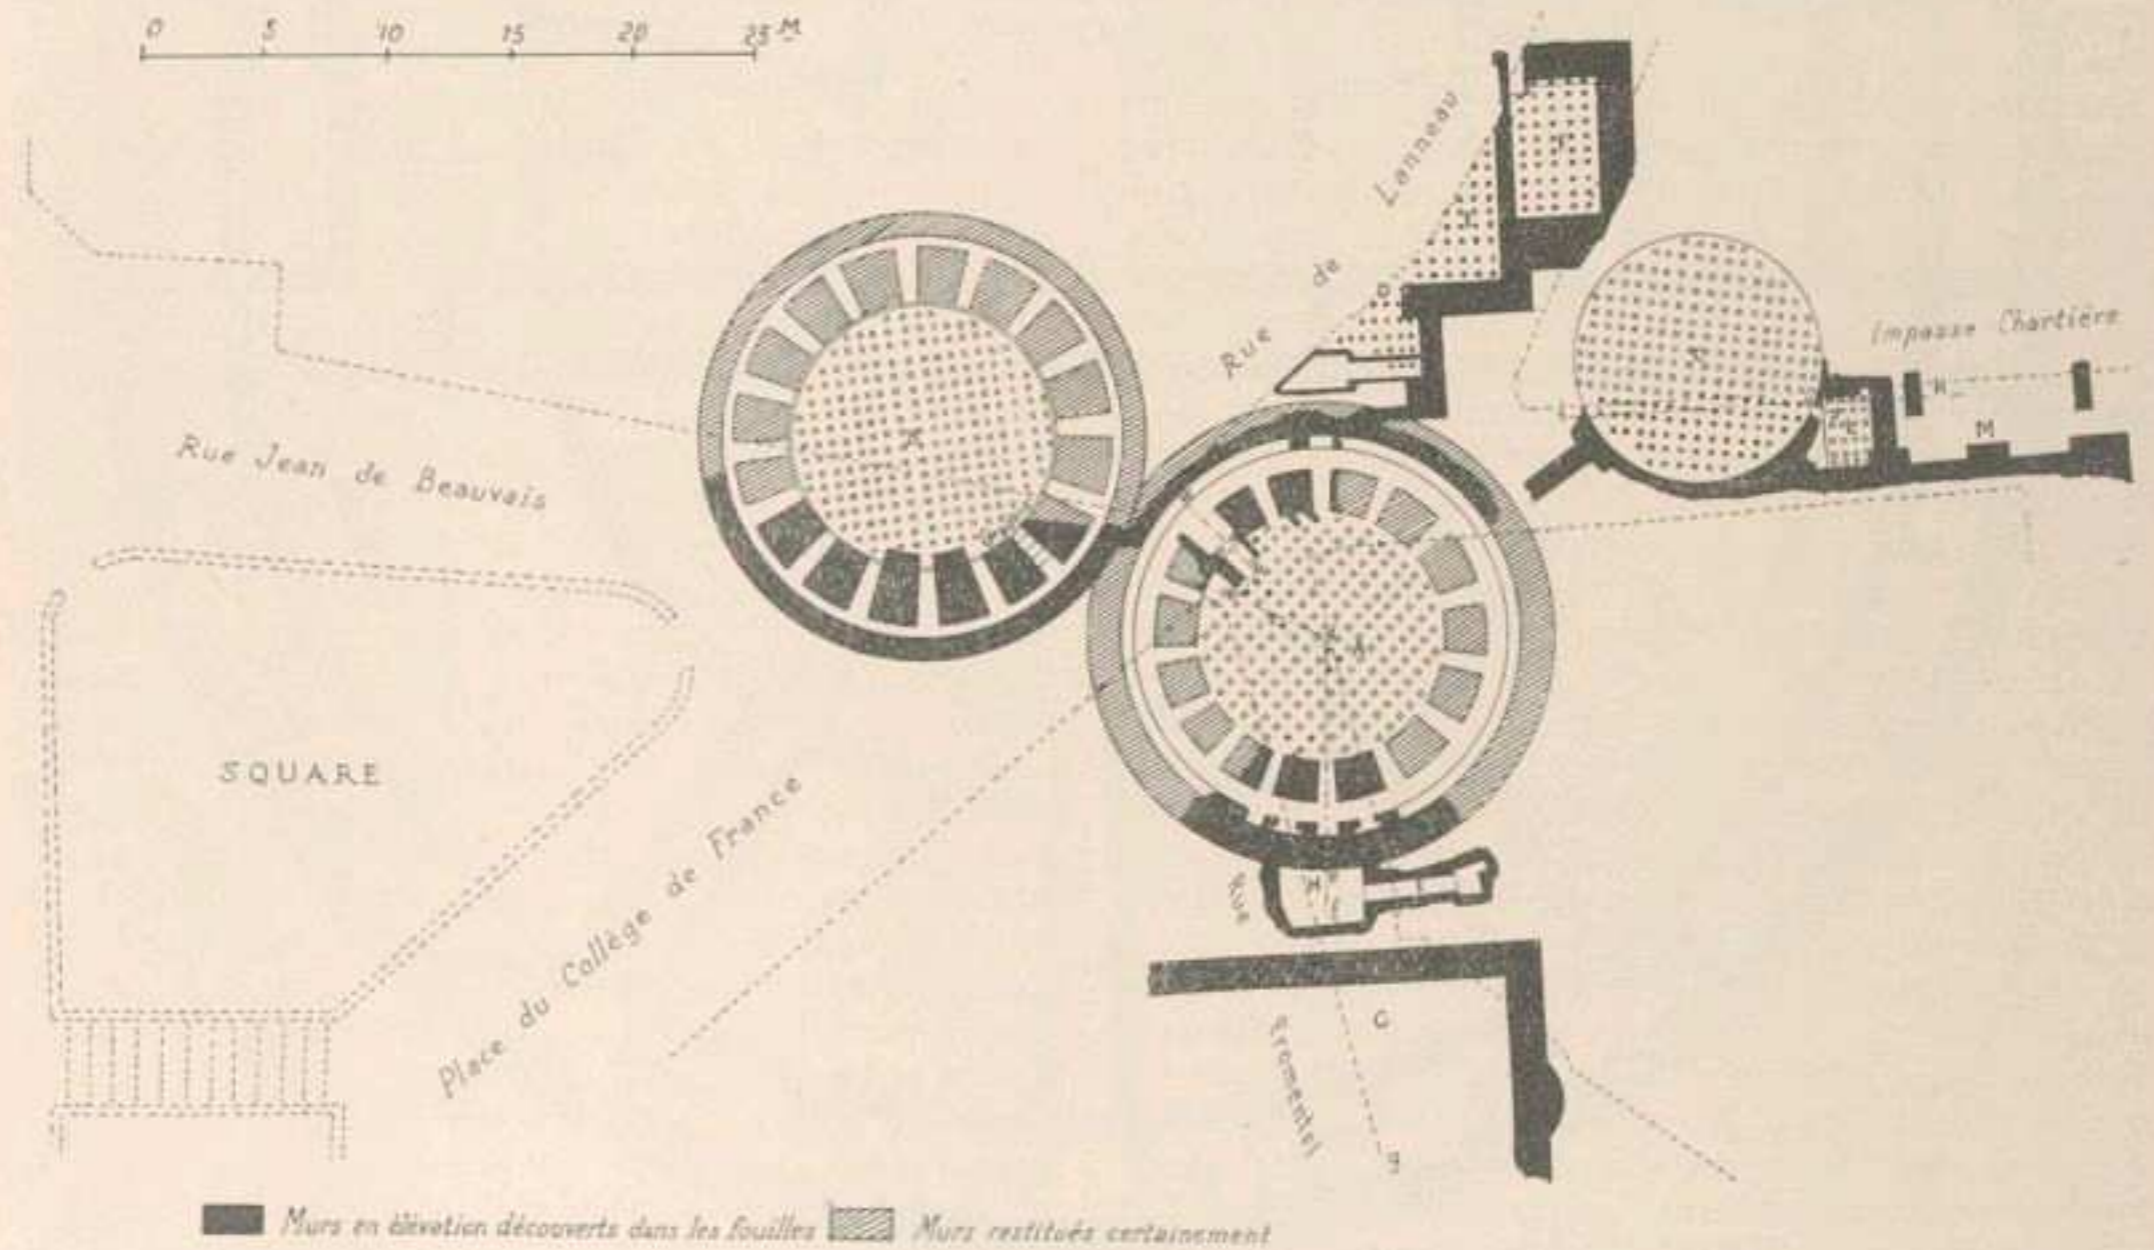 0 5 10 15 20 25 M
Rue de Lanneau
Impasse Chartière
Rue Jean de Beauvais
X
X
M
SQUARE
Place du Collège de France
Rue Fromentel
G
Murs en élévation découverts dans les fouilles
Murs restitués certainement